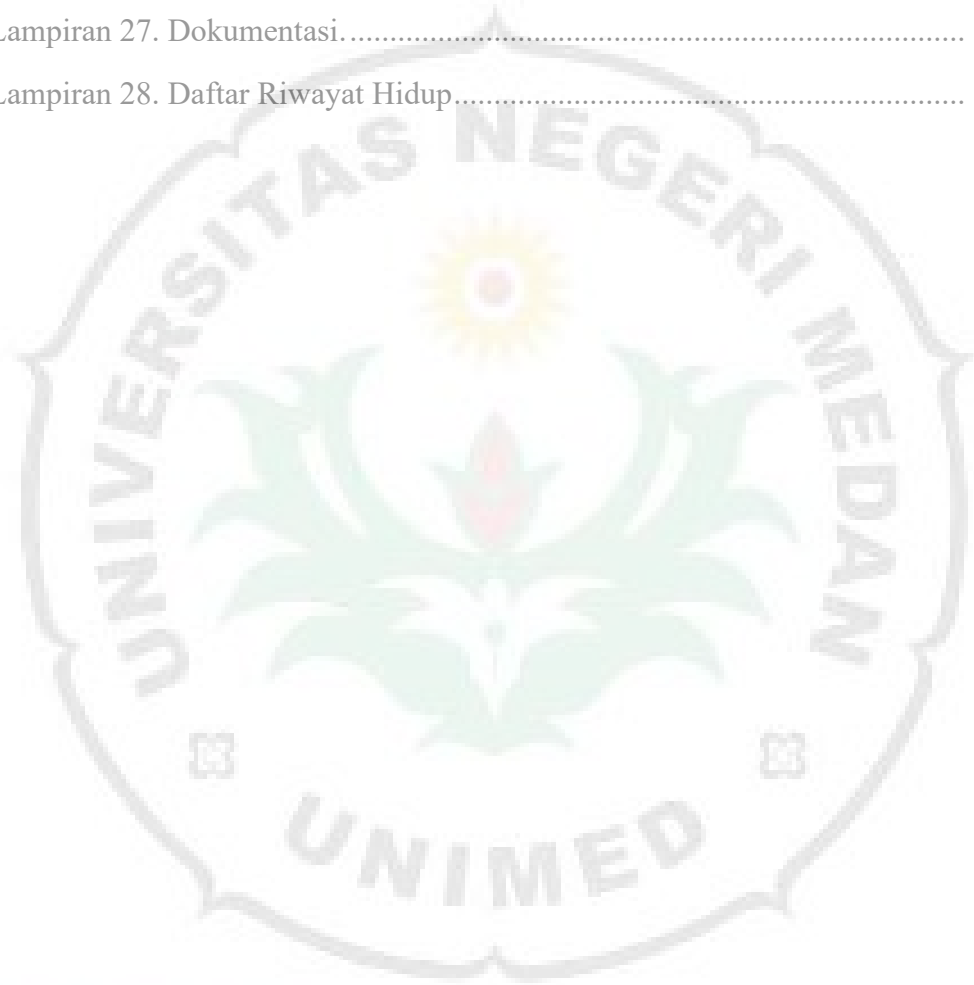 Lampiran 27. Dokumentasi.......................................................................
Lampiran 28. Daftar Riwayat Hidup..........................................................
UNIVERSITAS NEGERI MEDAN
UNIMED